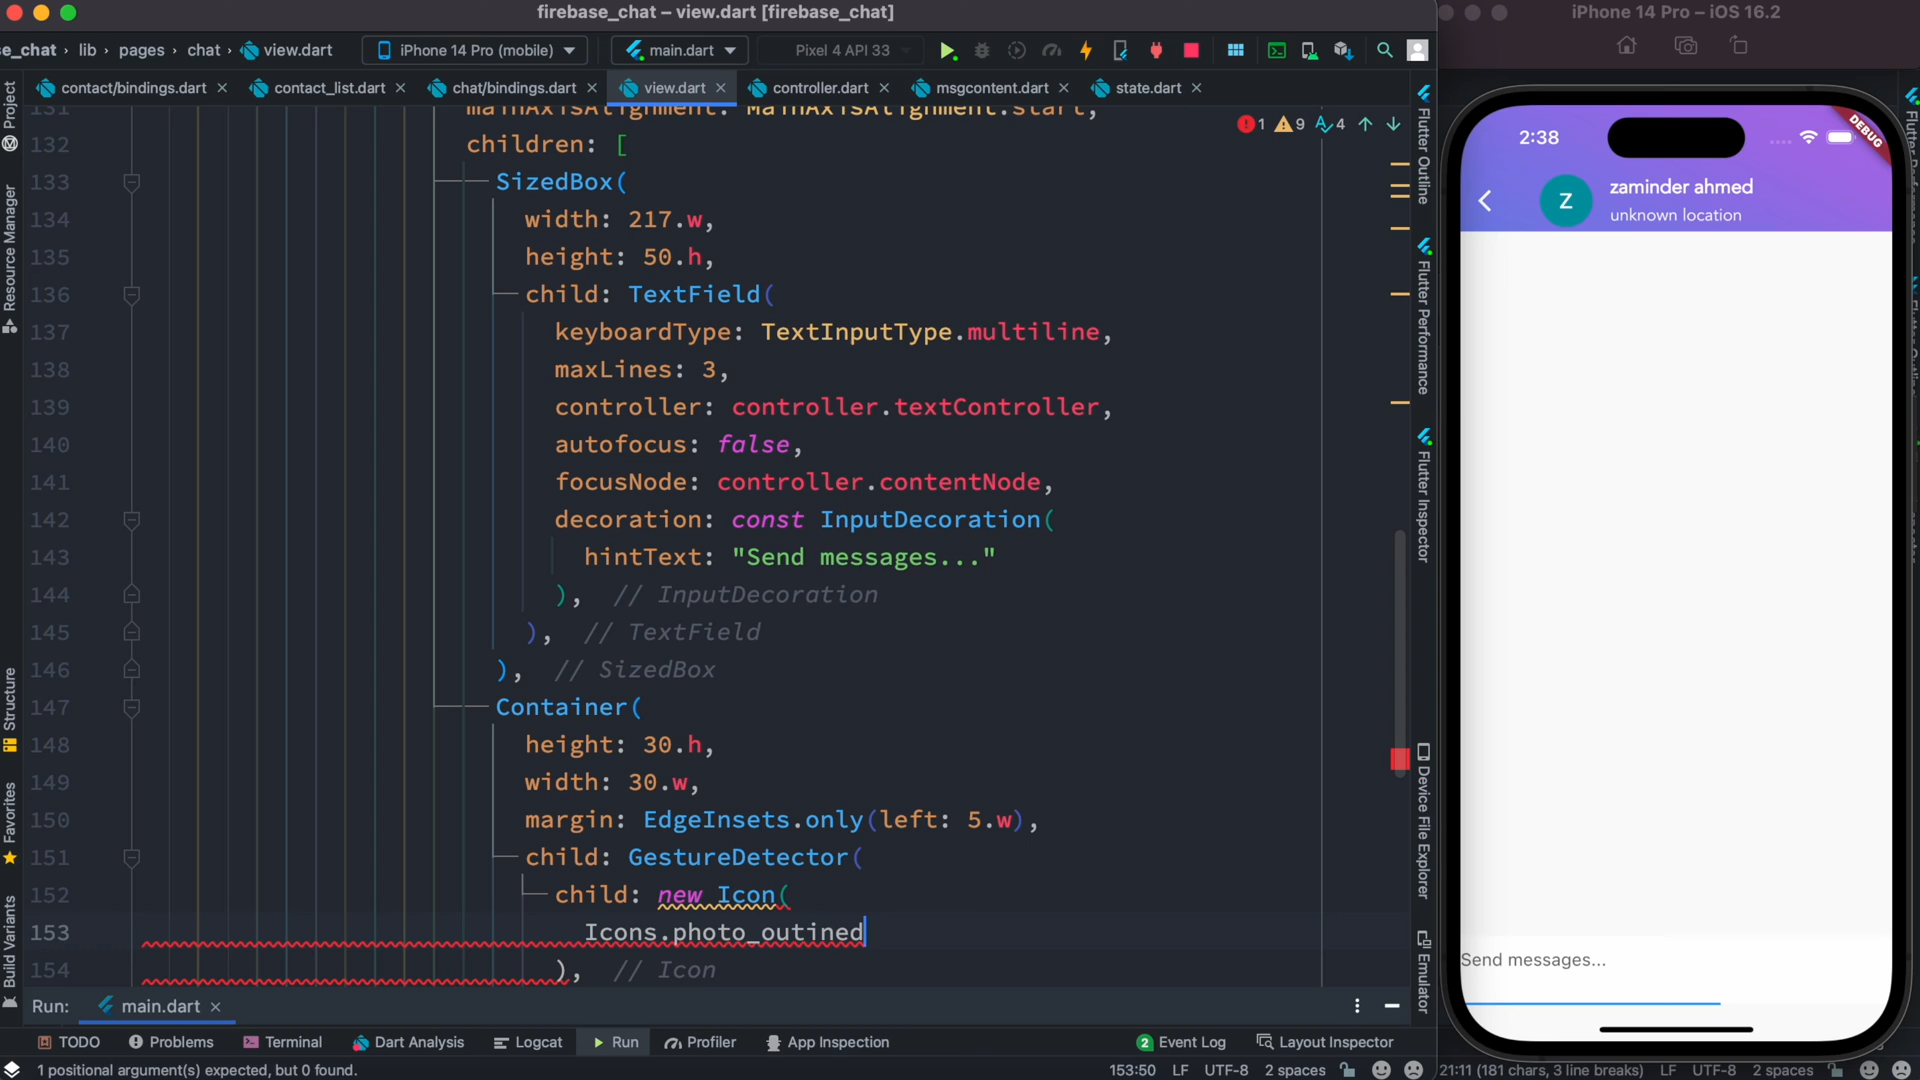 firebase_chat – view.dart [firebase_chat]
iPhone 14 Pro – iOS 16.2
se_chat › lib › pages › chat › view.dart
iPhone 14 Pro (mobile)
main.dart
Pixel 4 API 33
contact/bindings.dart
contact_list.dart
chat/bindings.dart
view.dart
controller.dart
msgcontent.dart
state.dart
131 mainAxisAlignment: MainAxisAlignment.start,
1 9 4
132 children: [
133 SizedBox(
134 width: 217.w,
135 height: 50.h,
136 child: TextField(
137 keyboardType: TextInputType.multiline,
138 maxLines: 3,
139 controller: controller.textController,
140 autofocus: false,
141 focusNode: controller.contentNode,
142 decoration: const InputDecoration(
143 hintText: "Send messages..."
144 ), // InputDecoration
145 ), // TextField
146 ), // SizedBox
147 Container(
148 height: 30.h,
149 width: 30.w,
150 margin: EdgeInsets.only(left: 5.w),
151 child: GestureDetector(
152 child: new Icon(
153 Icons.photo_outined
154 ), // Icon
Project
Resource Manager
Structure
Favorites
Build Variants
Flutter Outline
Flutter Performance
Flutter Inspector
Device File Explorer
Emulator
2:38
DEBUG
Z
zaminder ahmed
unknown location
Send messages...
Run: main.dart
TODO
Problems
Terminal
Dart Analysis
Logcat
Run
Profiler
App Inspection
2 Event Log
Layout Inspector
1 positional argument(s) expected, but 0 found.
153:50 LF UTF-8 2 spaces
21:11 (181 chars, 3 line breaks) LF UTF-8 2 spaces